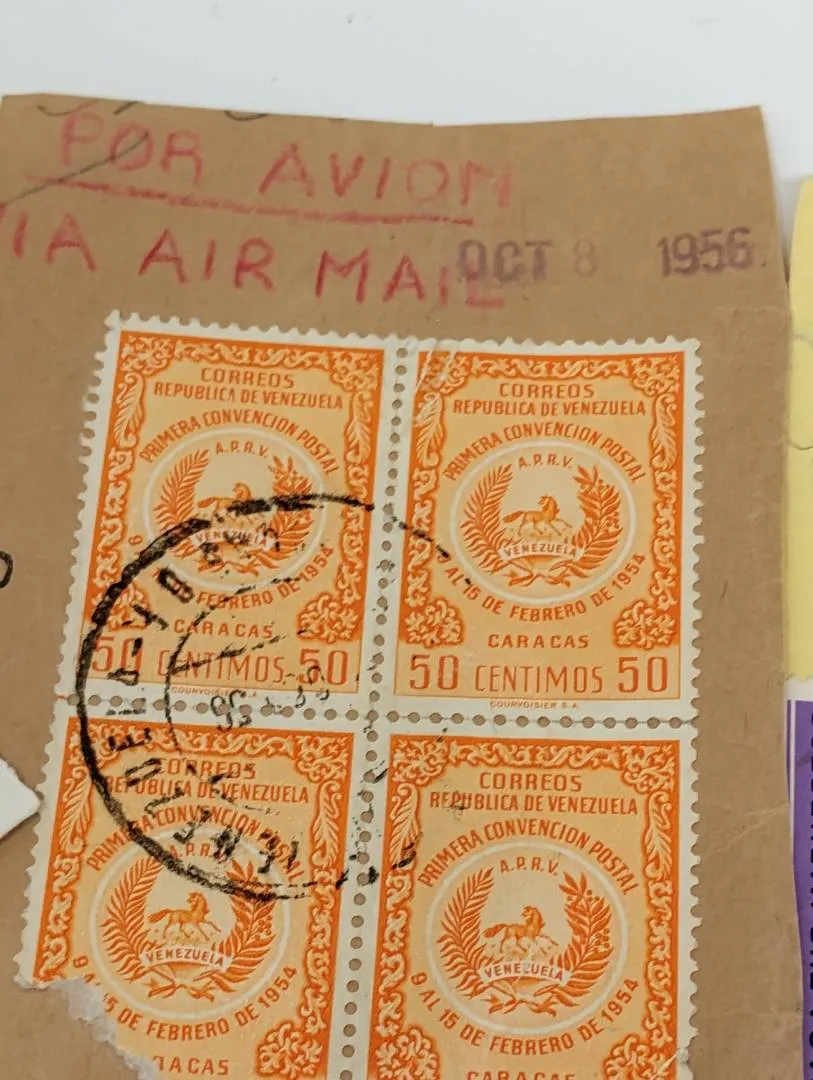 POR AVION
VIA AIR MAIL
OCT 8 1956
CORREOS
REPUBLICA DE VENEZUELA
PRIMERA CONVENCION POSTAL
A.P.R.V.
VENEZUELA
FEBRERO DE 1954
CARACAS
50 CENTIMOS 50
COURVOISIER S.A.
CORREOS
REPUBLICA DE VENEZUELA
PRIMERA CONVENCION POSTAL
A.P.R.V.
VENEZUELA
9 AL 15 DE FEBRERO DE 1954
CARACAS
50 CENTIMOS 50
COURVOISIER S.A.
CORREOS
REPUBLICA DE VENEZUELA
PRIMERA CONVENCION POSTAL
A.P.R.V.
VENEZUELA
9 AL 15 DE FEBRERO DE 1954
CARACAS
CORREOS
REPUBLICA DE VENEZUELA
PRIMERA CONVENCION POSTAL
A.P.R.V.
VENEZUELA
9 AL 15 DE FEBRERO DE 1954
CARACAS